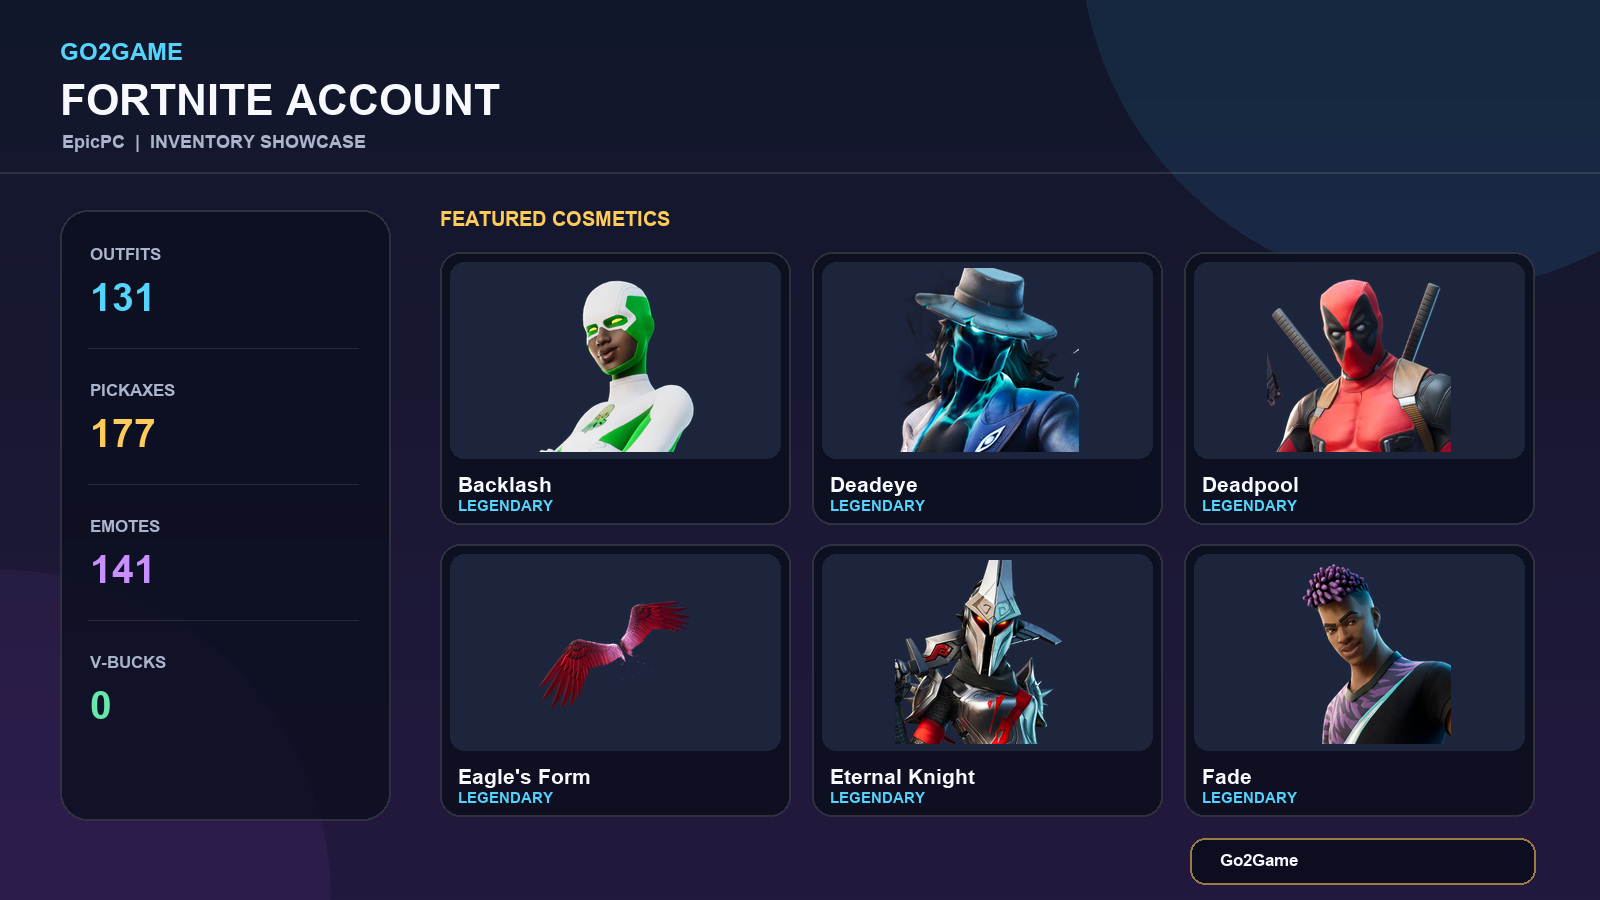 GO2GAME
FORTNITE ACCOUNT
EpicPC | INVENTORY SHOWCASE
OUTFITS
131
PICKAXES
177
EMOTES
141
V-BUCKS
0
FEATURED COSMETICS
Backlash
LEGENDARY
Deadeye
LEGENDARY
Deadpool
LEGENDARY
Eagle's Form
LEGENDARY
Eternal Knight
LEGENDARY
Fade
LEGENDARY
Go2Game